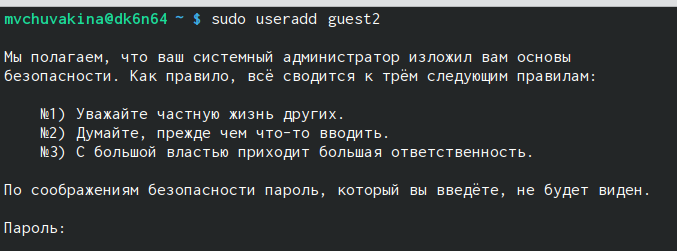 mvchuvakina@dk6n64 ~ $ sudo useradd guest2
Мы полагаем, что ваш системный администратор изложил вам основы
безопасности. Как правило, всё сводится к трём следующим правилам:
№1) Уважайте частную жизнь других.
№2) Думайте, прежде чем что-то вводить.
№3) С большой властью приходит большая ответственность.
По соображениям безопасности пароль, который вы введёте, не будет виден.
Пароль: